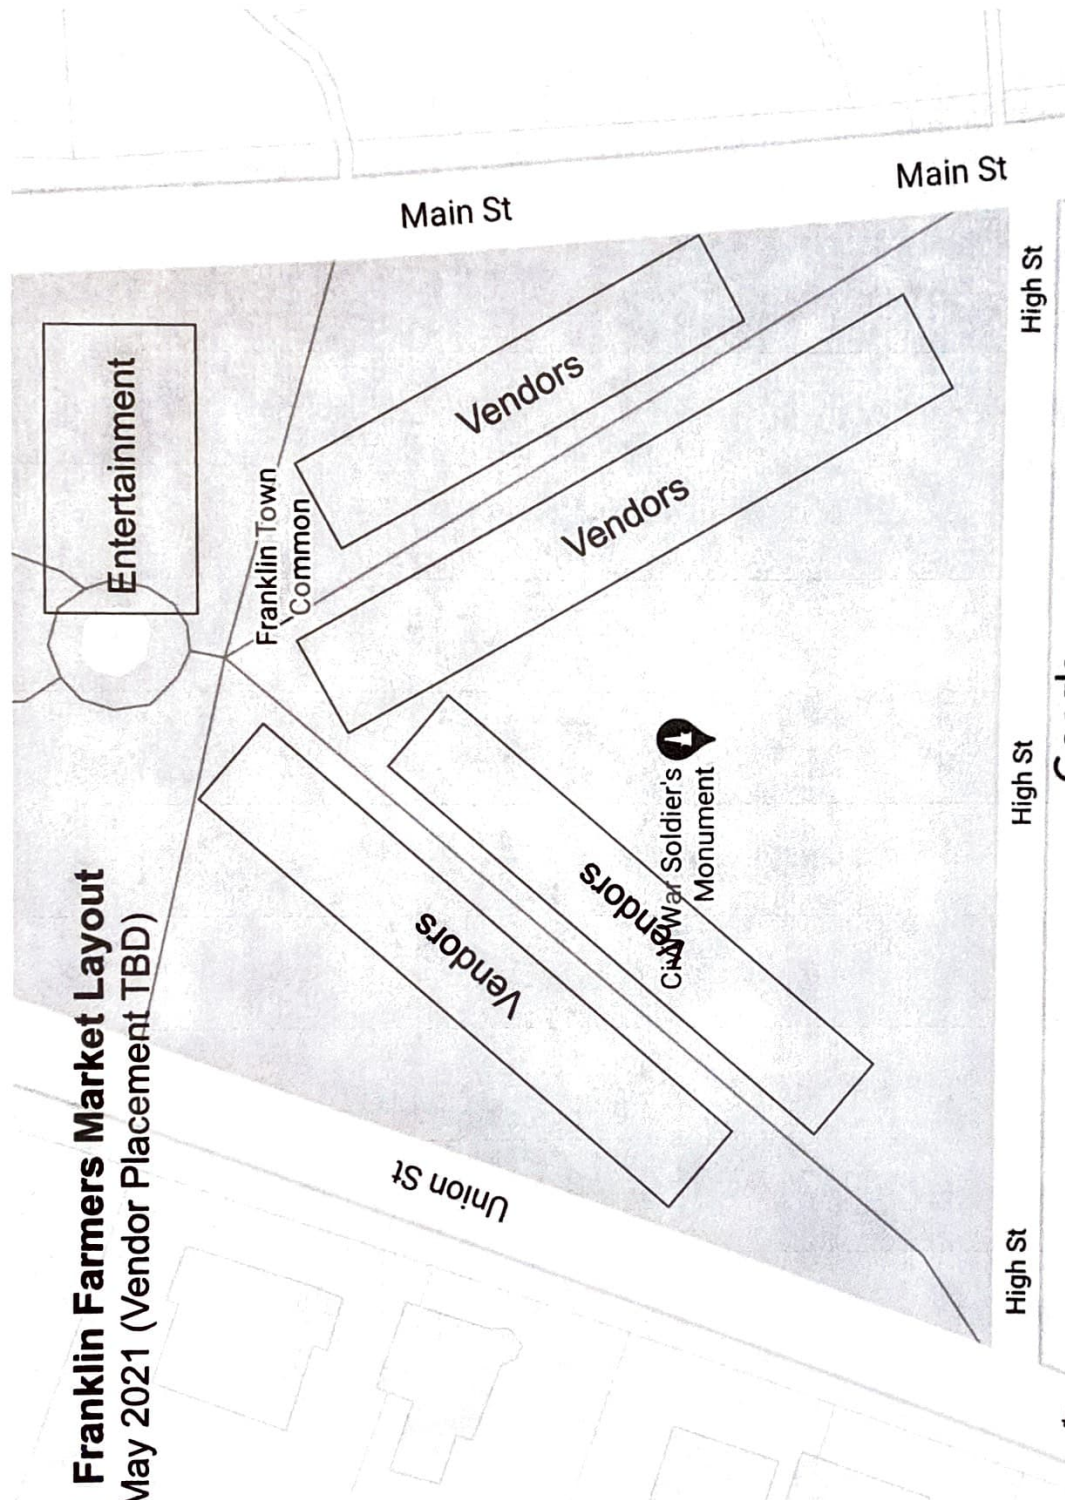 Franklin Farmers Market Layout
May 2021 (Vendor Placement TBD)
Entertainment
Franklin Town
Common
Main St
Main St
Vendors
Vendors
Vendors
Vendors
Civil War Soldier's
Monument
Union St
High St
High St
High St